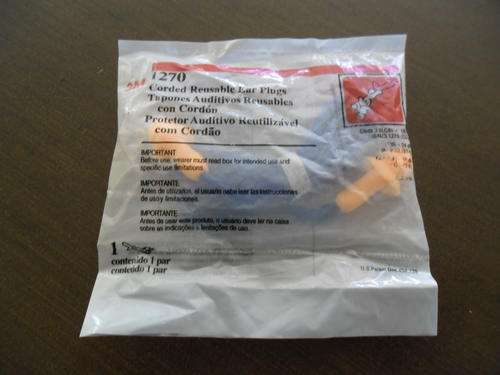 3M
1270
Corded Reusable Ear Plugs
Tapones Auditivos Reusables
con Cordón
Protetor Auditivo Reutilizável
com Cordão
IMPORTANT
Before use, wearer must read box for intended use and
specific use limitations.
IMPORTANTE
Antes de utilizarlos, el usuario debe leer las instrucciones
de uso y limitaciones.
IMPORTANTE
Antes de usar este produto, o usuário deve ler na caixa
sobre as indicações e limitações de uso.
1
contenido 1 par
conteúdo 1 par